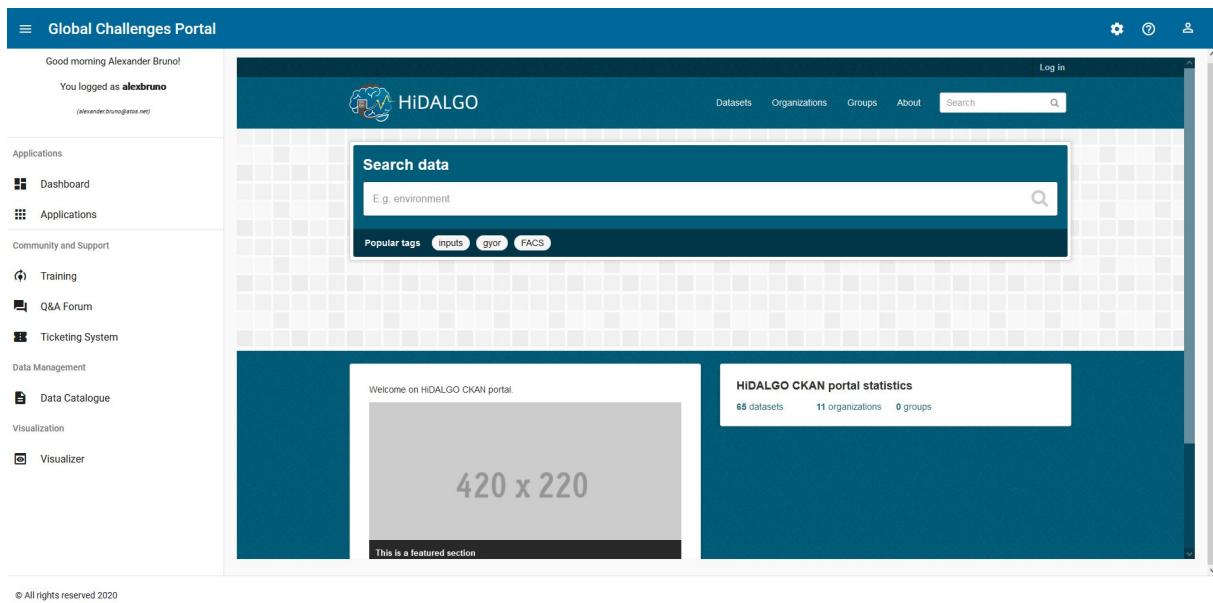 Global Challenges Portal
Good morning Alexander Bruno!
You logged as alexbruno
(alexander.bruno@atos.net)
Applications
Dashboard
Applications
Community and Support
Training
Q&A Forum
Ticketing System
Data Management
Data Catalogue
Visualization
Visualizer
Log in
HiDALGO
Datasets Organizations Groups About Search
Search data
E.g. environment
Popular tags inputs gyor FACS
Welcome on HiDALGO CKAN portal.
420 x 220
This is a featured section
HiDALGO CKAN portal statistics
65 datasets 11 organizations 0 groups
© All rights reserved 2020